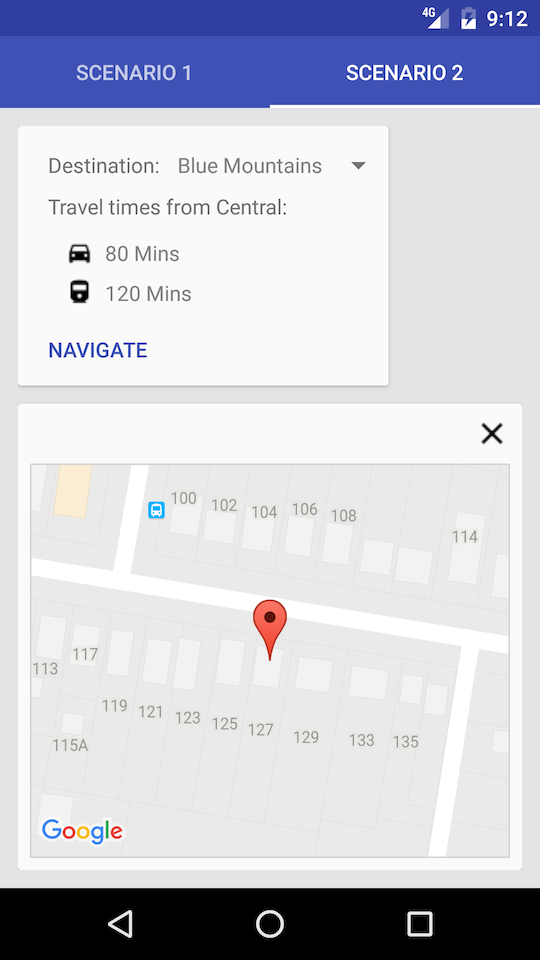 4G 9:12
SCENARIO 1 SCENARIO 2
Destination: Blue Mountains
Travel times from Central:
80 Mins
120 Mins
NAVIGATE
100 102 104 106 108
114
113 117
119 121 123 125 127 129 133 135
115A
Google